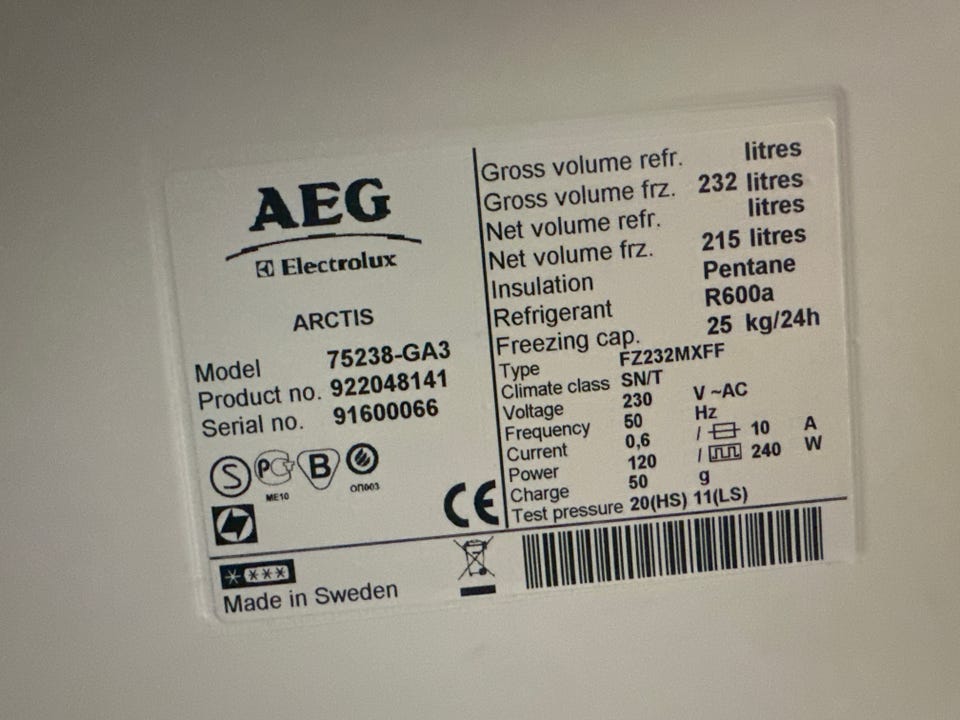 AEG
Electrolux
ARCTIS
Model 75238-GA3
Product no. 922048141
Serial no. 91600066
S PCT B
ME10 ОП003
CE
Made in Sweden
Gross volume refr. litres
Gross volume frz. 232 litres
Net volume refr. litres
Net volume frz. 215 litres
Insulation Pentane
Refrigerant R600a
Freezing cap. 25 kg/24h
Type FZ232MXFF
Climate class SN/T
Voltage 230 V ~AC
Frequency 50 Hz
Current 0,6 / 10 A
Power 120 / 240 W
Charge 50 g
Test pressure 20(HS) 11(LS)